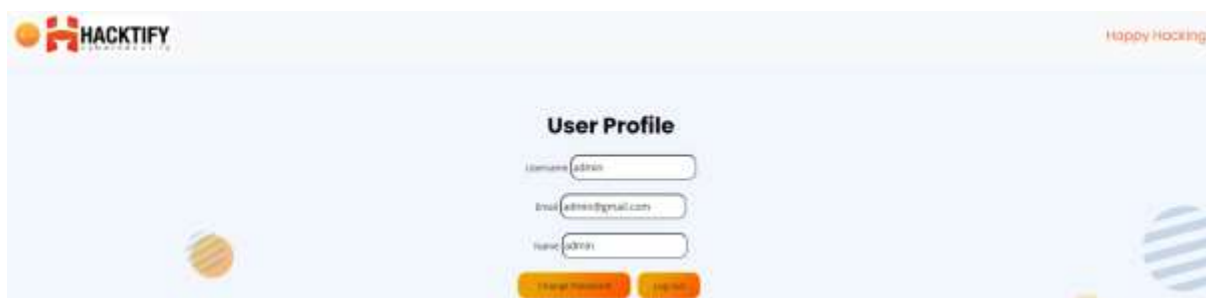 HACKTIFY
Happy Hacking
User Profile
Username admin
Email admin@gmail.com
Name admin
Change Password Log Out